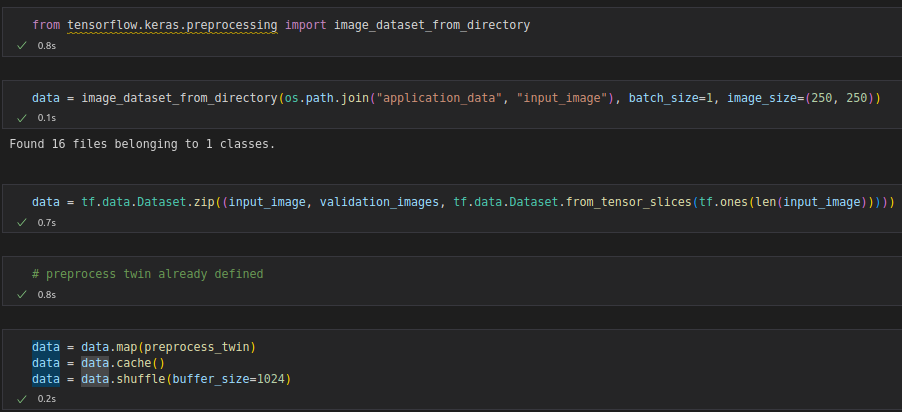 from tensorflow.keras.preprocessing import image_dataset_from_directory
0.8s
data = image_dataset_from_directory(os.path.join("application_data", "input_image"), batch_size=1, image_size=(250, 250))
0.1s
Found 16 files belonging to 1 classes.
data = tf.data.Dataset.zip((input_image, validation_images, tf.data.Dataset.from_tensor_slices(tf.ones(len(input_image)))))
0.7s
# preprocess twin already defined
0.8s
data = data.map(preprocess_twin)
data = data.cache()
data = data.shuffle(buffer_size=1024)
0.2s